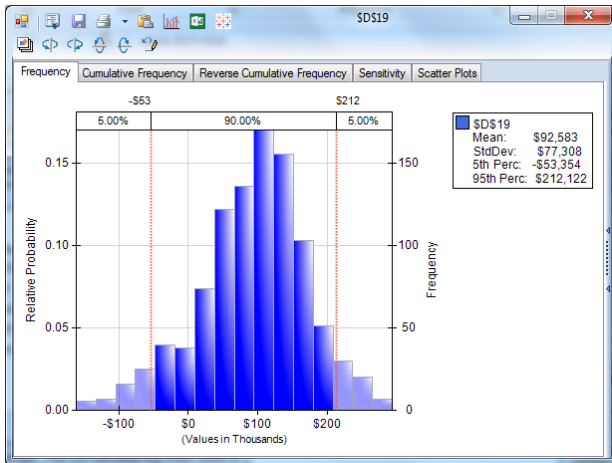 $D$19
Frequency Cumulative Frequency Reverse Cumulative Frequency Sensitivity Scatter Plots
-$53 $212
5.00% 90.00% 5.00%
$D$19
Mean: $92,583
StdDev: $77,308
5th Perc: -$53,354
95th Perc: $212,122
0.15 150
0.10 100
0.05 50
0.00 0
Relative Probability
Frequency
-$100 $0 $100 $200
(Values in Thousands)